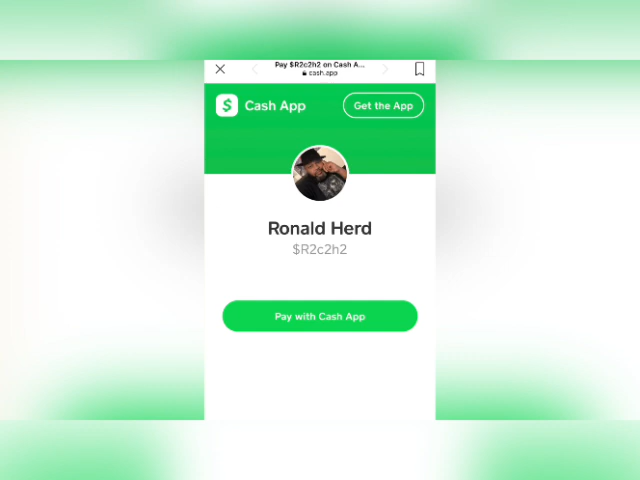 Pay $R2c2h2 on Cash A...
cash.app
$ Cash App
Get the App
Ronald Herd
$R2c2h2
Pay with Cash App